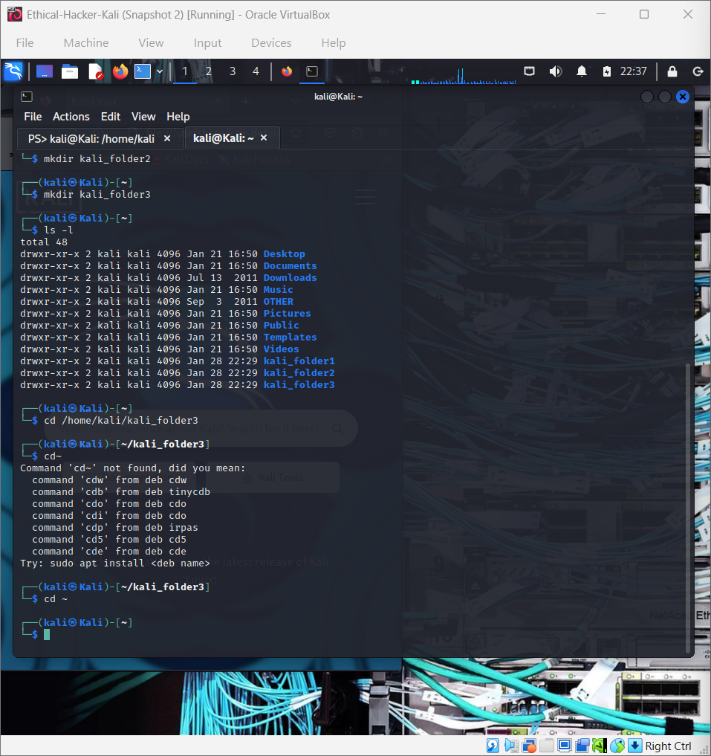 Ethical-Hacker-Kali (Snapshot 2) [Running] - Oracle VirtualBox
File Machine View Input Devices Help
1 2 3 4 22:37
kali@Kali: ~
File Actions Edit View Help
PS> kali@Kali: /home/kali × kali@Kali: ~ ×
└─$ mkdir kali_folder2
┌──(kali㉿Kali)-[~]
└─$ mkdir kali_folder3
┌──(kali㉿Kali)-[~]
└─$ ls -l
total 48
drwxr-xr-x 2 kali kali 4096 Jan 21 16:50 Desktop
drwxr-xr-x 2 kali kali 4096 Jan 21 16:50 Documents
drwxr-xr-x 2 kali kali 4096 Jul 13  2011 Downloads
drwxr-xr-x 2 kali kali 4096 Jan 21 16:50 Music
drwxr-xr-x 2 kali kali 4096 Sep  3  2011 OTHER
drwxr-xr-x 2 kali kali 4096 Jan 21 16:50 Pictures
drwxr-xr-x 2 kali kali 4096 Jan 21 16:50 Public
drwxr-xr-x 2 kali kali 4096 Jan 21 16:50 Templates
drwxr-xr-x 2 kali kali 4096 Jan 21 16:50 Videos
drwxr-xr-x 2 kali kali 4096 Jan 28 22:29 kali_folder1
drwxr-xr-x 2 kali kali 4096 Jan 28 22:29 kali_folder2
drwxr-xr-x 2 kali kali 4096 Jan 28 22:29 kali_folder3
┌──(kali㉿Kali)-[~]
└─$ cd /home/kali/kali_folder3
┌──(kali㉿Kali)-[~/kali_folder3]
└─$ cd~
Command 'cd~' not found, did you mean:
  command 'cdw' from deb cdw
  command 'cdb' from deb tinycdb
  command 'cdo' from deb cdo
  command 'cdi' from deb cdo
  command 'cdp' from deb irpas
  command 'cd5' from deb cd5
  command 'cde' from deb cde
Try: sudo apt install <deb name>
┌──(kali㉿Kali)-[~/kali_folder3]
└─$ cd ~
┌──(kali㉿Kali)-[~]
└─$
Right Ctrl